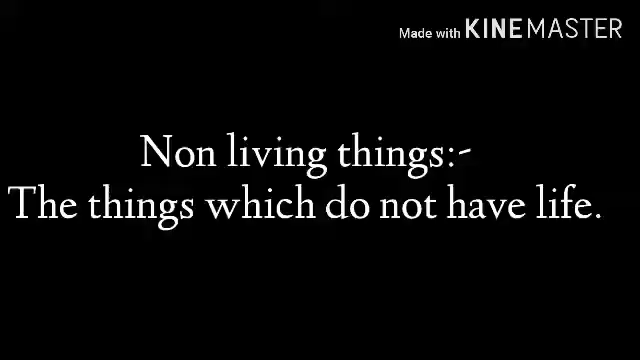 Made with KINEMASTER
Non living things:-
The things which do not have life.